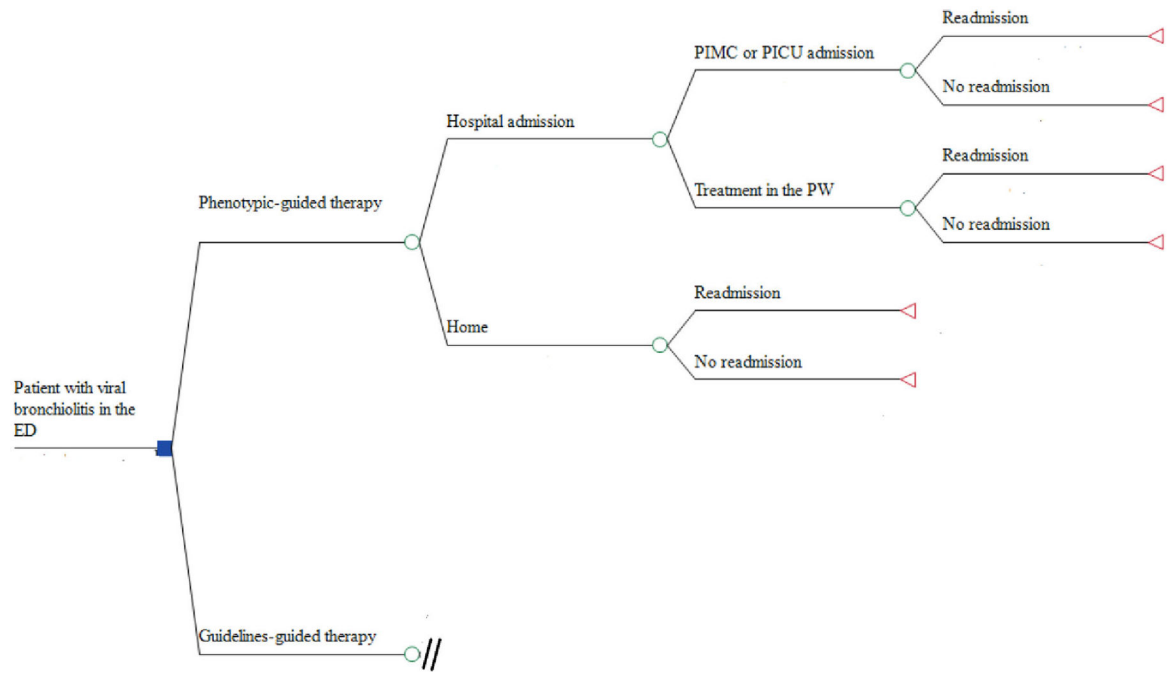 Readmission
PIMC or PICU admission
No readmission
Hospital admission
Readmission
Treatment in the PW
No readmission
Phenotypic-guided therapy
Readmission
Home
No readmission
Patient with viral
bronchiolitis in the
ED
Guidelines-guided therapy